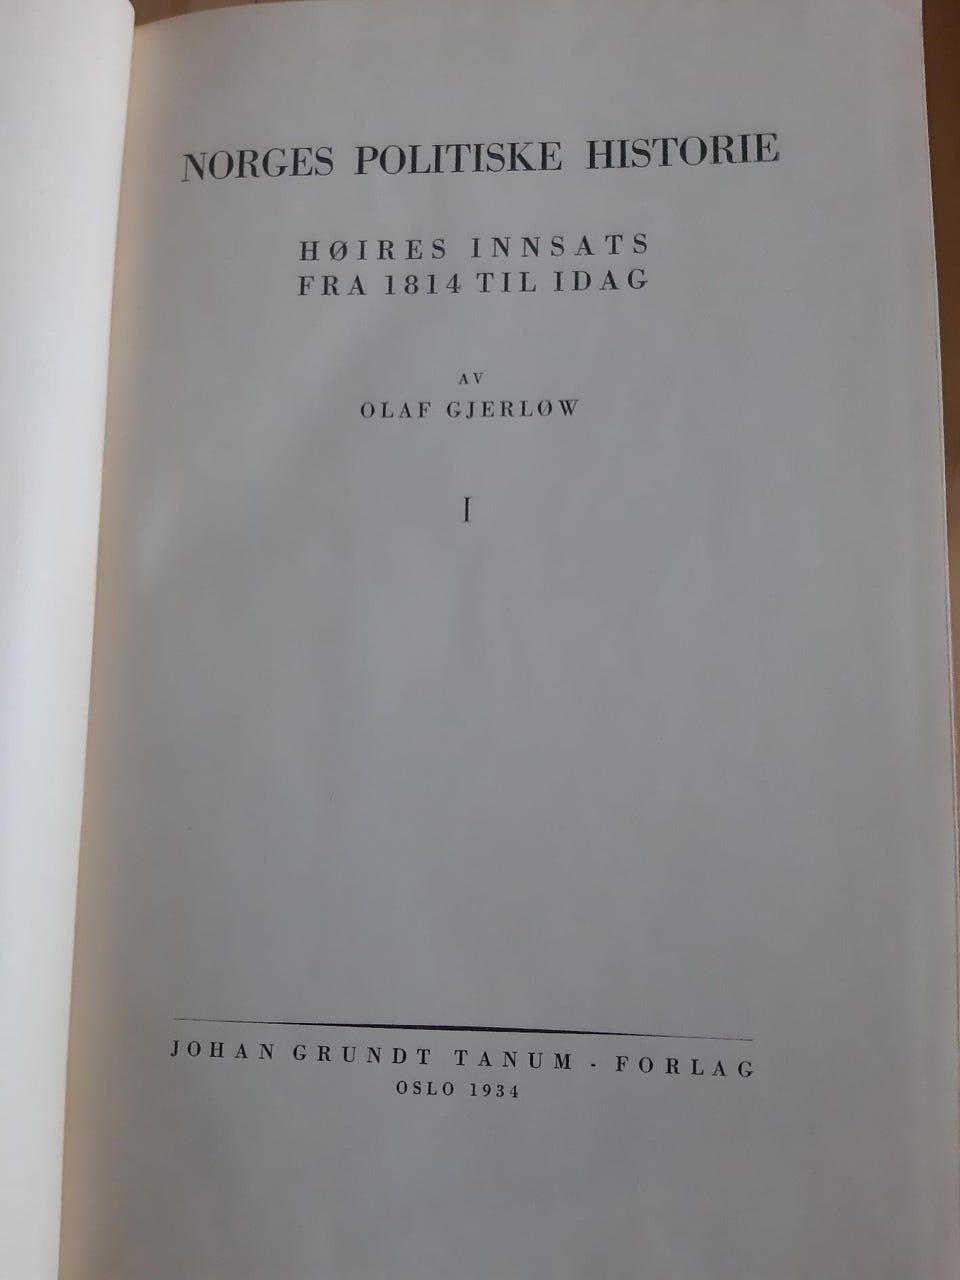 NORGES POLITISKE HISTORIE
HØIRES INNSATS
FRA 1814 TIL IDAG
AV
OLAF GJERLØW
I
JOHAN GRUNDT TANUM - FORLAG
OSLO 1934